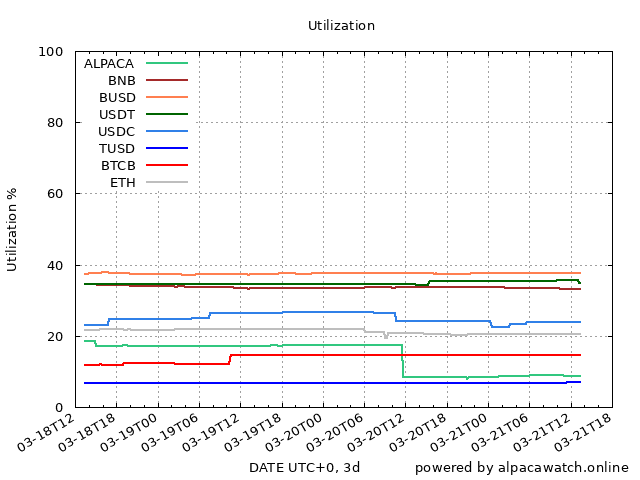 Utilization
100
80
60
40
20
0
Utilization %
ALPACA
BNB
BUSD
USDT
USDC
TUSD
BTCB
ETH
03-18T12
03-18T18
03-19T00
03-19T06
03-19T12
03-19T18
03-20T00
03-20T06
03-20T12
03-20T18
03-21T00
03-21T06
03-21T12
03-21T18
DATE UTC+0, 3d
powered by alpacawatch.online